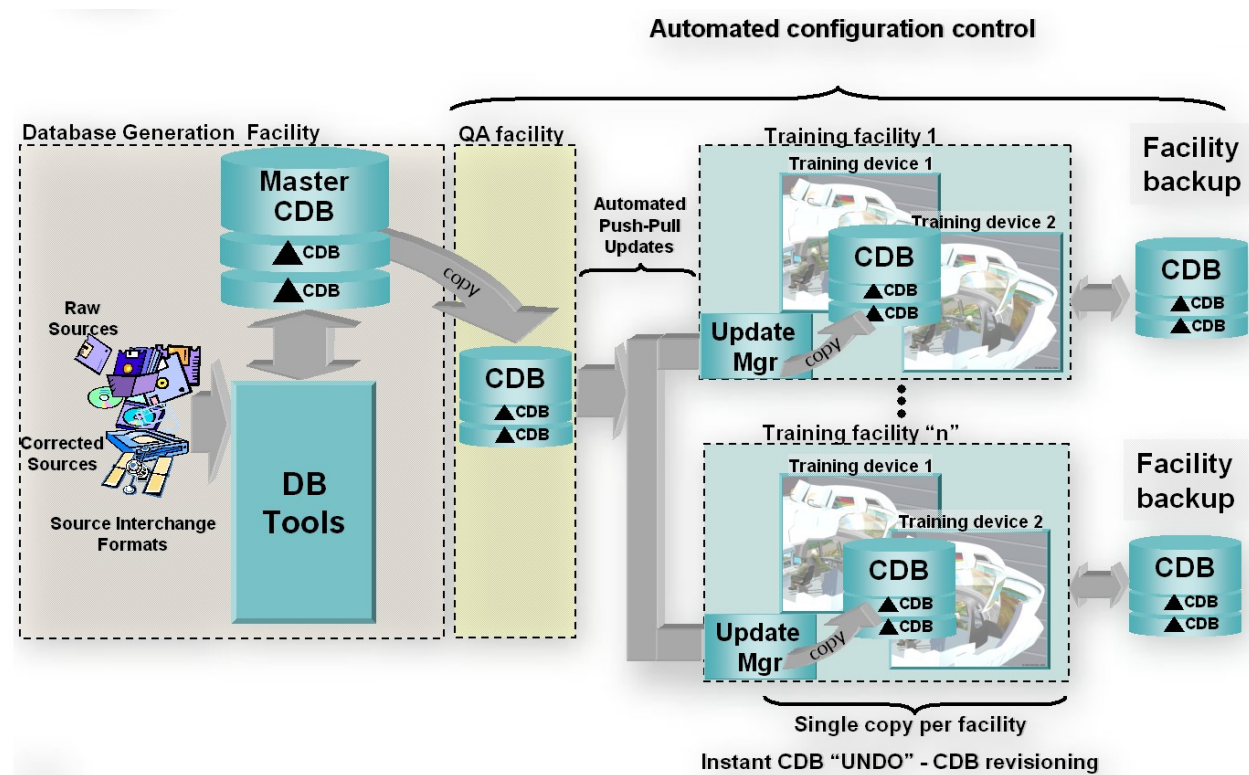 Automated configuration control
Database Generation Facility
QA facility
Training facility 1
Facility
backup
Training device 1
Master
CDB
▲CDB
▲CDB
Automated
Push-Pull
Updates
Training device 2
copy
CDB
▲CDB
▲CDB
CDB
▲CDB
▲CDB
Raw
Sources
Update
Mgr
copy
CDB
▲CDB
▲CDB
Training facility “n”
Corrected
Sources
DB
Tools
Source Interchange
Formats
Training device 1
Facility
backup
Training device 2
CDB
▲CDB
▲CDB
CDB
▲CDB
▲CDB
Update
Mgr
copy
Single copy per facility
Instant CDB “UNDO” - CDB revisioning